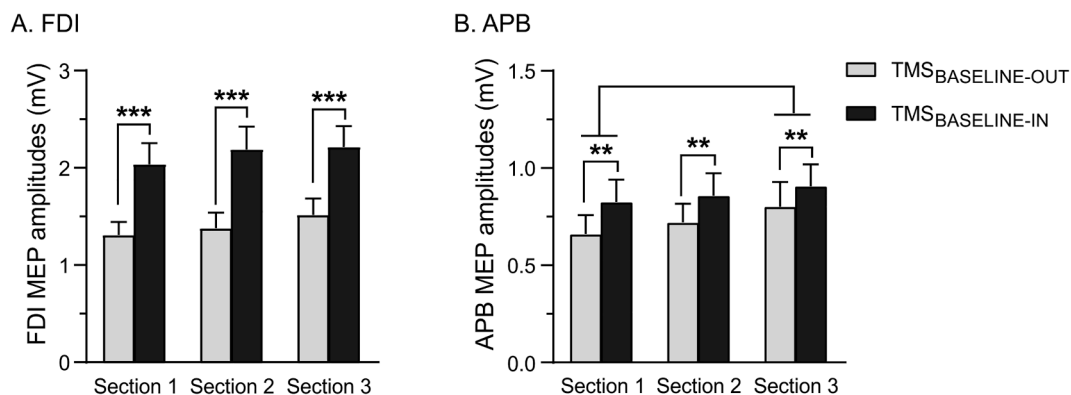 A. FDI
FDI MEP amplitudes (mV)
3
2
1
0
***
***
***
Section 1
Section 2
Section 3
B. APB
APB MEP amplitudes (mV)
1.5
1.0
0.5
0.0
**
**
**
Section 1
Section 2
Section 3
TMSBASELINE-OUT
TMSBASELINE-IN